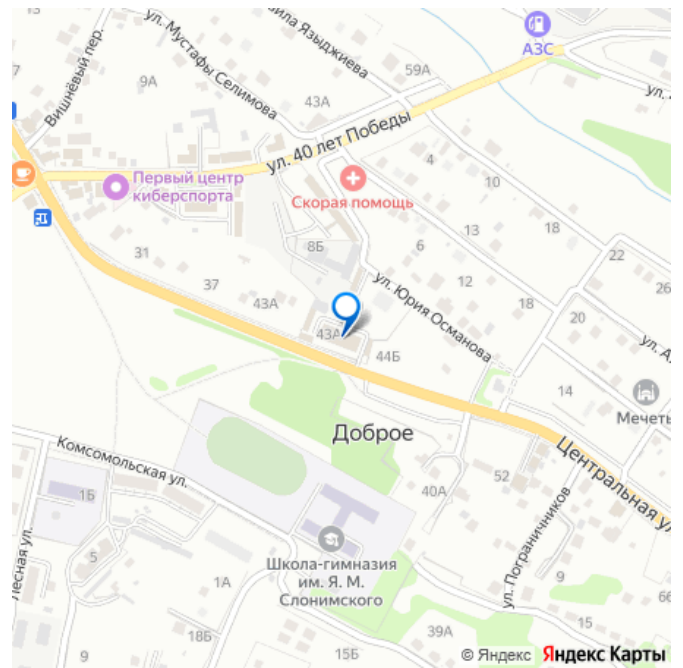 ул. Мустафы Селимова
АЗС
Вишнёвый пер.
9А
59А
43А
ул. 40 лет Победы
Первый центр
киберспорта
Скорая помощь
4
10
13
18
6
8Б
31
37
43А
12
22
26
18
20
ул. Юрия Османова
43А
44Б
14
Мечеть
Доброе
Центральная
Комсомольская ул.
1Б
5
52
40А
Школа-гимназия
им. Я. М.
Слонимского
ул. Пограничников
Лесная ул.
1А
9
18Б
15Б
39А
15
9
© Яндекс Яндекс Карты